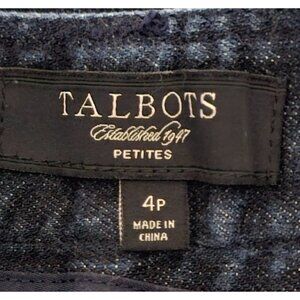 TALBOTS
Established 1947
PETITES
4P
MADE IN
CHINA